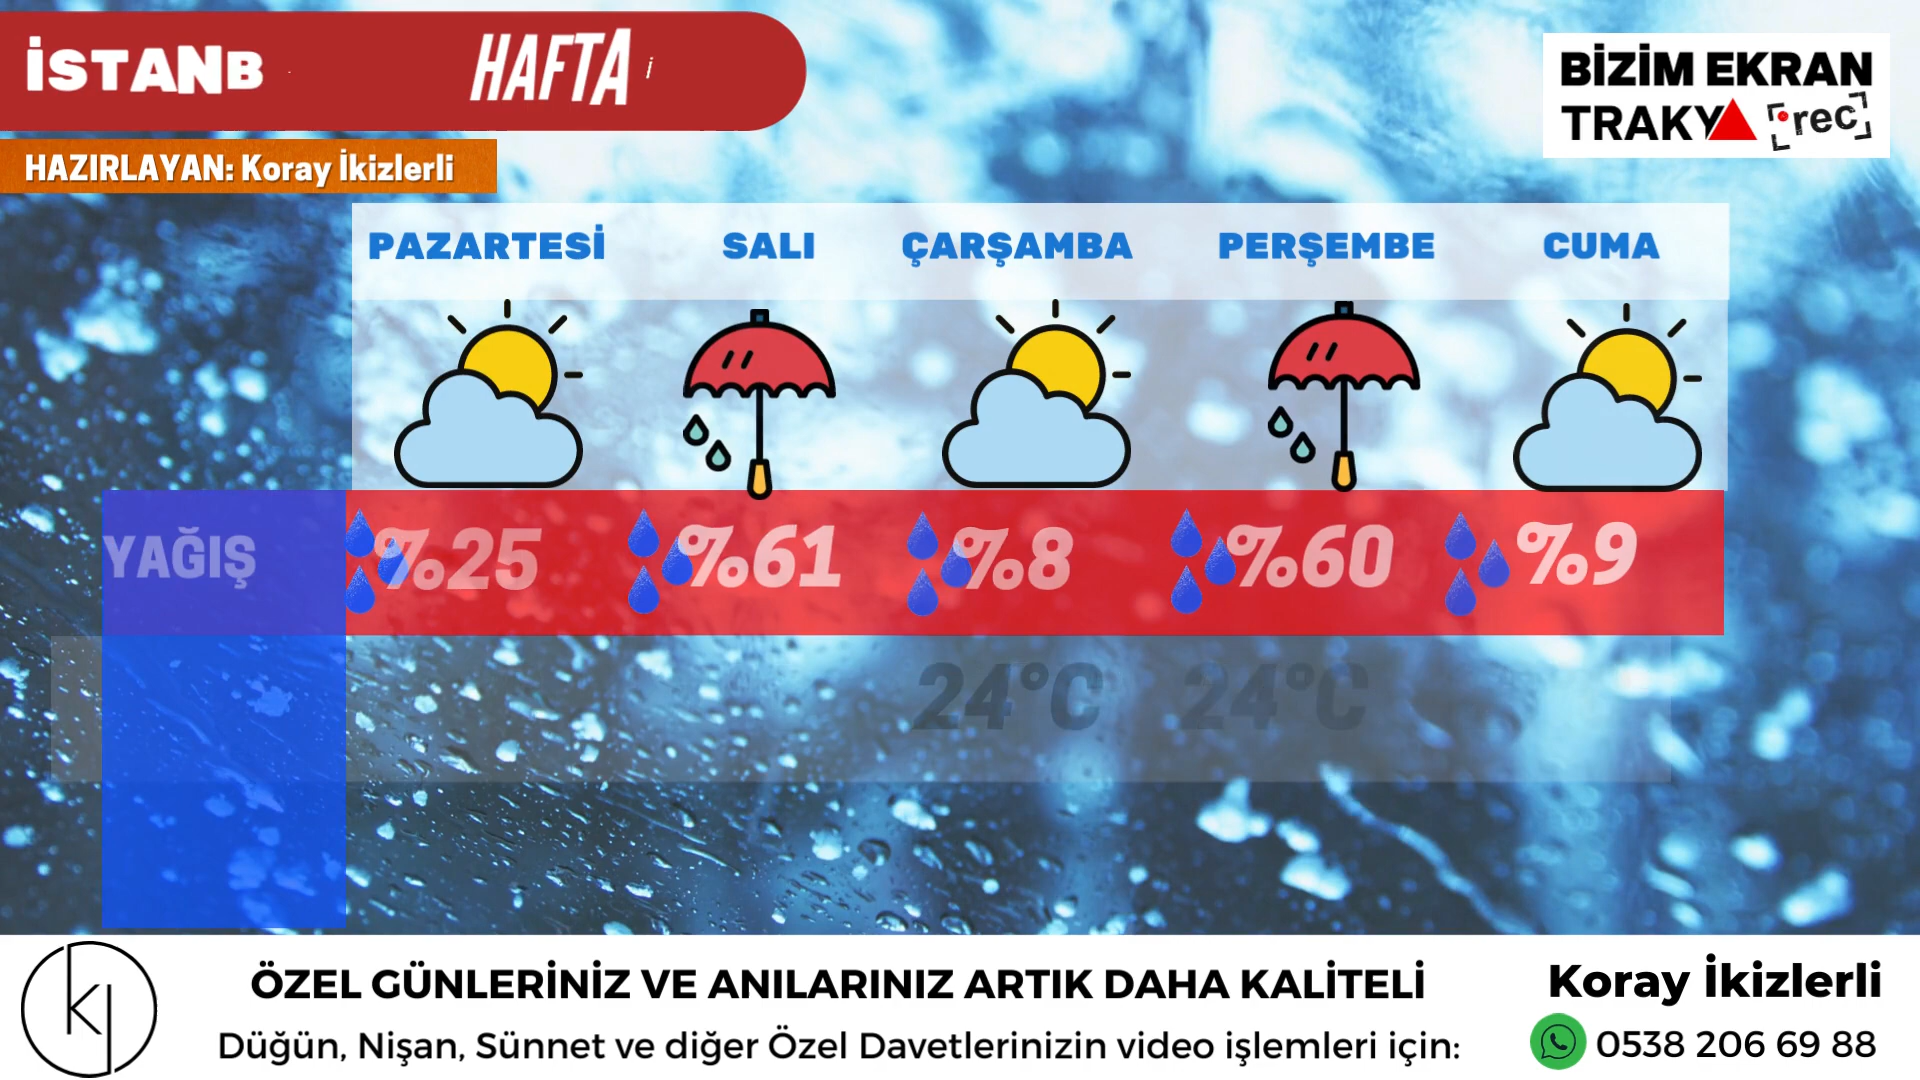 İSTANB HAFTA i
BİZİM EKRAN
TRAKYA rec
HAZIRLAYAN: Koray İkizlerli
PAZARTESİ SALI ÇARŞAMBA PERŞEMBE CUMA
YAĞIŞ %25 %61 %8 %60 %9
24°C 24°C
ÖZEL GÜNLERİNİZ VE ANILARINIZ ARTIK DAHA KALİTELİ
Koray İkizlerli
Düğün, Nişan, Sünnet ve diğer Özel Davetlerinizin video işlemleri için:
0538 206 69 88